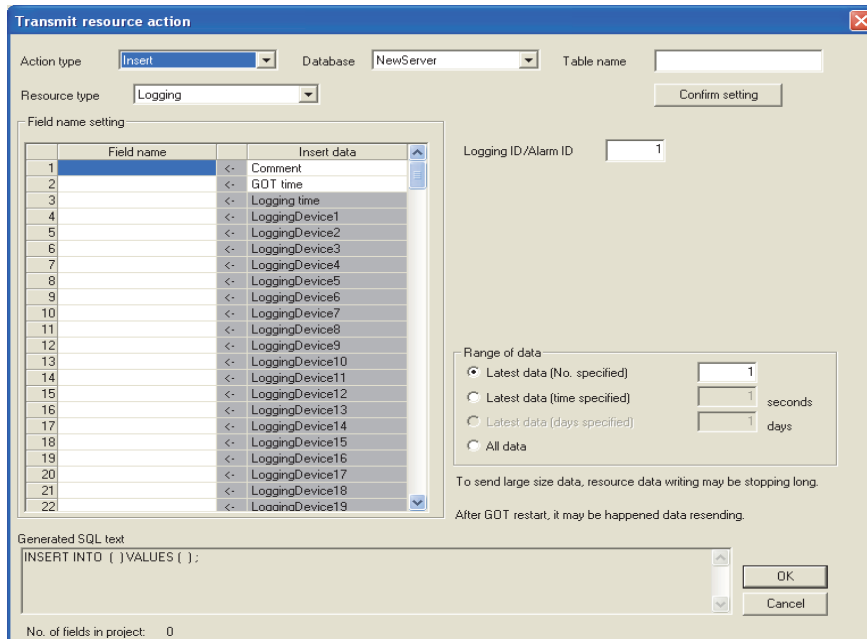 Transmit resource action
Action type Insert Database NewServer Table name
Resource type Logging Confirm setting
Field name setting
Field name Insert data
Logging ID/Alarm ID 1
1 <- Comment
2 <- GOT time
3 <- Logging time
4 <- LoggingDevice1
5 <- LoggingDevice2
6 <- LoggingDevice3
7 <- LoggingDevice4
8 <- LoggingDevice5
9 <- LoggingDevice6
10 <- LoggingDevice7
11 <- LoggingDevice8
12 <- LoggingDevice9
13 <- LoggingDevice10
14 <- LoggingDevice11
15 <- LoggingDevice12
16 <- LoggingDevice13
17 <- LoggingDevice14
18 <- LoggingDevice15
19 <- LoggingDevice16
20 <- LoggingDevice17
21 <- LoggingDevice18
22 <- LoggingDevice19
Range of data
Latest data (No. specified) 1
Latest data (time specified) 1 seconds
Latest data (days specified) 1 days
All data
To send large size data, resource data writing may be stopping long.
After GOT restart, it may be happened data resending.
Generated SQL text
INSERT INTO ( ) VALUES ( ) ;
OK
Cancel
No. of fields in project: 0